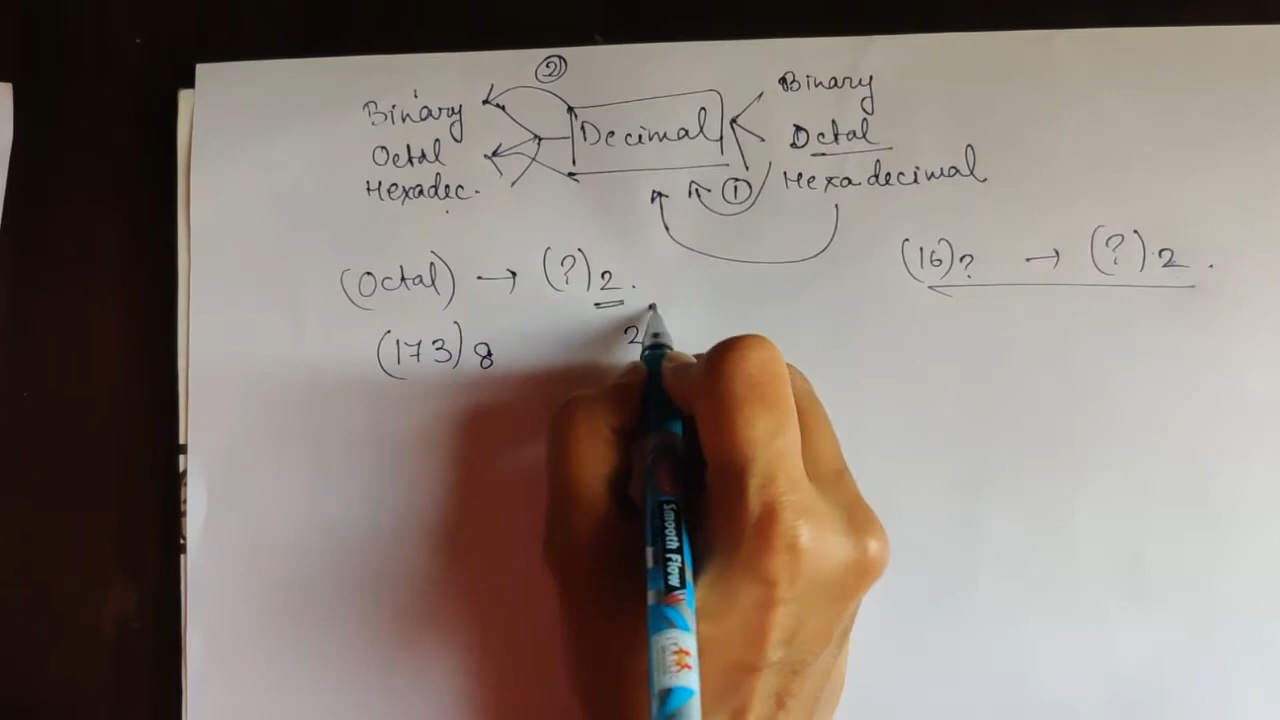 ②
Binary
Octal
Hexadec.
Decimal
①
Binary
Octal
Hexadecimal
(Octal) → (?)2.
(16)? → (?).2.
(173)8
2
Smooth Flow